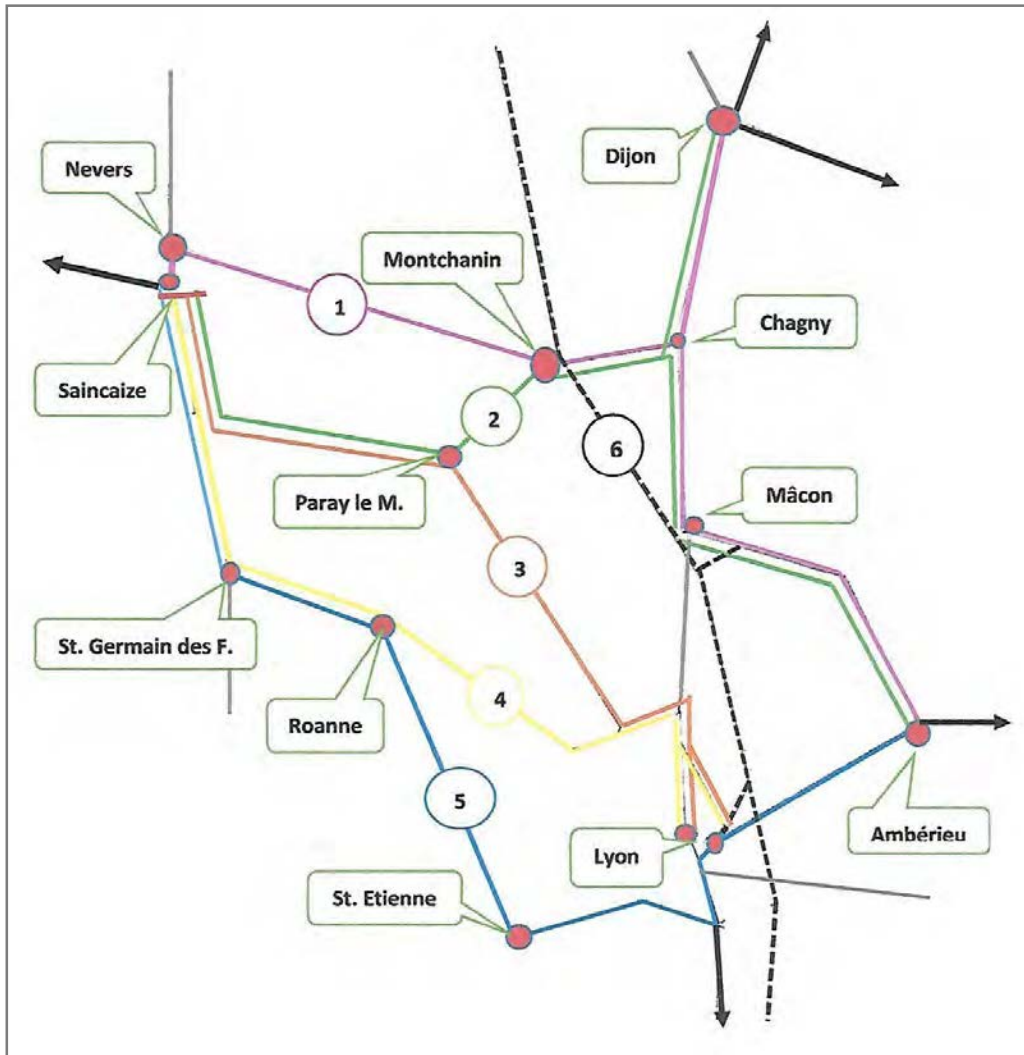 Dijon
Nevers
Montchanin
1
Chagny
Saincaize
2
6
Mâcon
Paray le M.
3
St. Germain des F.
4
Roanne
5
Ambérieu
Lyon
St. Etienne